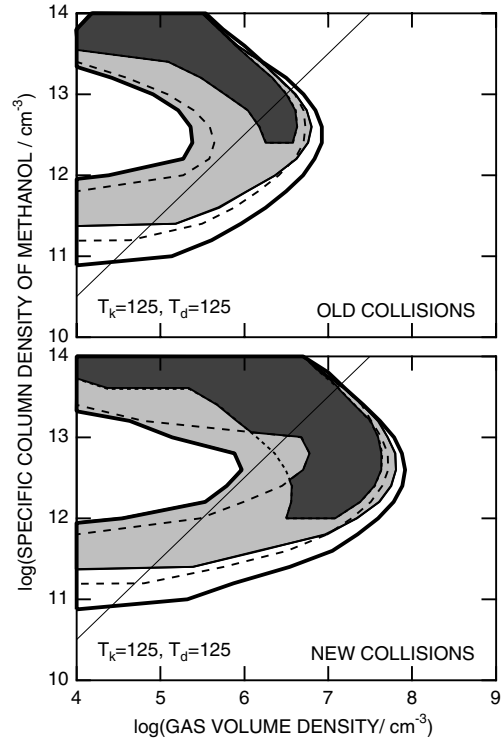 14
13
12
11
10
T_k=125, T_d=125
OLD COLLISIONS
14
13
12
11
10
T_k=125, T_d=125
NEW COLLISIONS
4 5 6 7 8 9
log(GAS VOLUME DENSITY/ cm^-3)
log(SPECIFIC COLUMN DENSITY OF METHANOL / cm^-3)